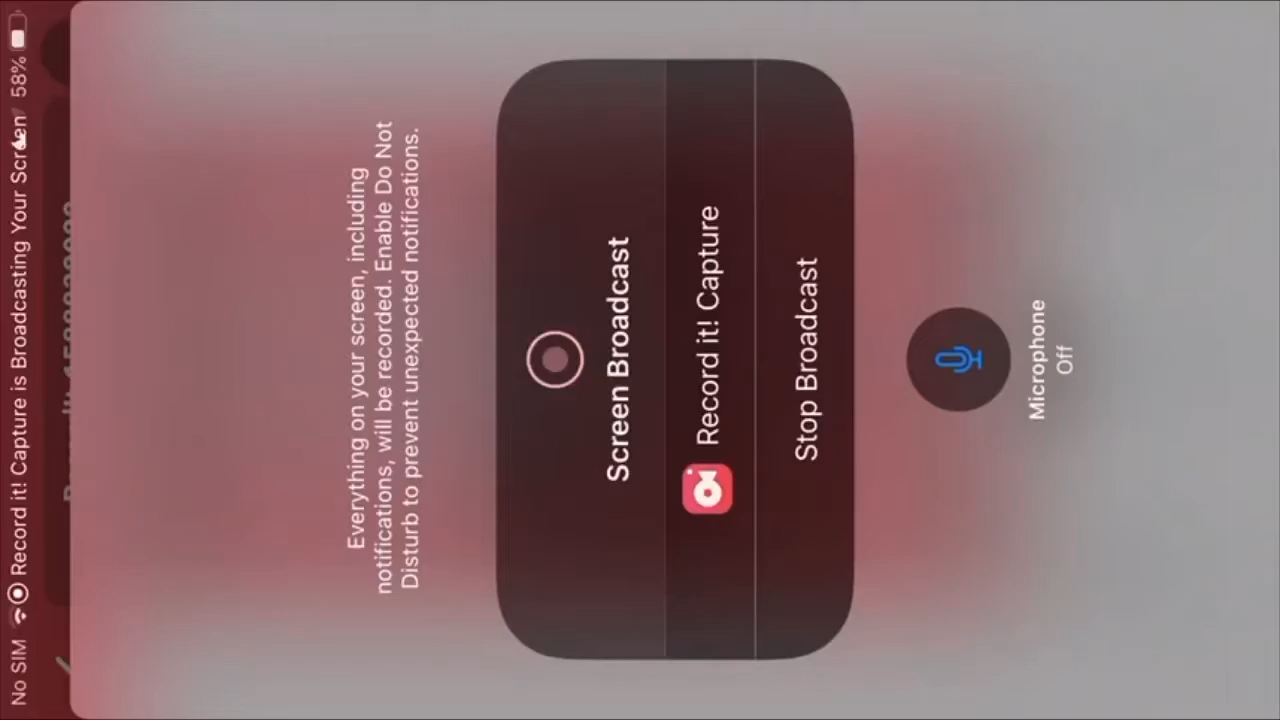 No SIM Record it! Capture is Broadcasting Your Screen 58%
Everything on your screen, including
notifications, will be recorded. Enable Do Not
Disturb to prevent unexpected notifications.
Screen Broadcast
Record it! Capture
Stop Broadcast
Microphone
Off